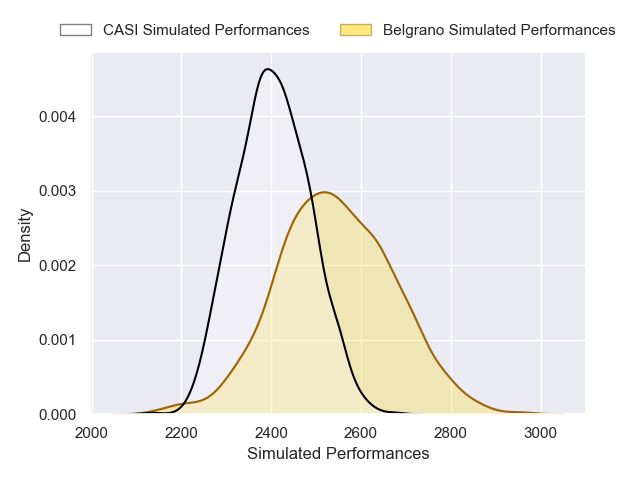 CASI Simulated Performances
Belgrano Simulated Performances
0.004
0.003
0.002
0.001
0.000
Density
2000
2200
2400
2600
2800
3000
Simulated Performances